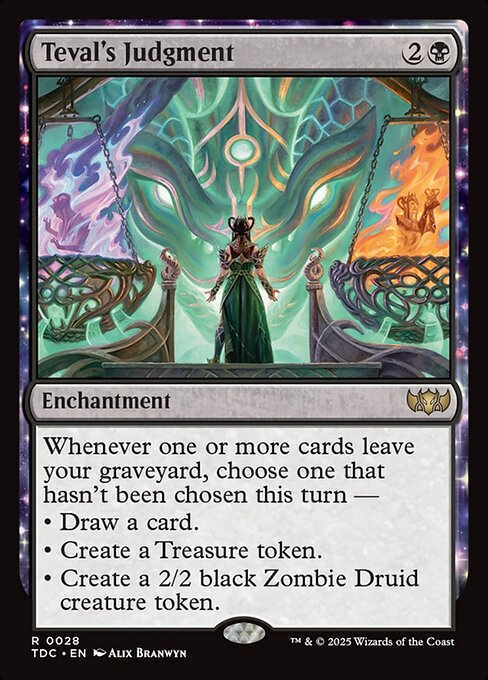 Teval's Judgment 2
Enchantment
Whenever one or more cards leave
your graveyard, choose one that
hasn't been chosen this turn —
• Draw a card.
• Create a Treasure token.
• Create a 2/2 black Zombie Druid
creature token.
R 0028
™ & © 2025 Wizards of the Coast
TDC • EN Alix Branwyn